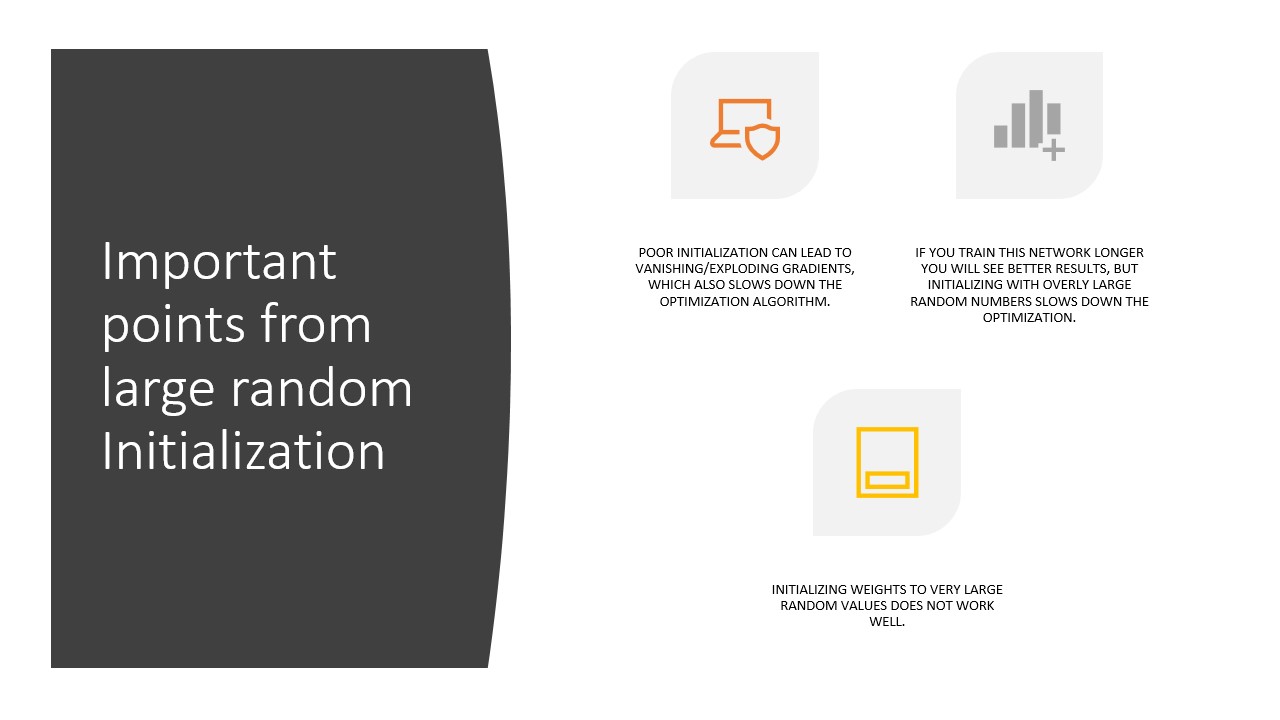 Important
points from
large random
Initialization
POOR INITIALIZATION CAN LEAD TO
VANISHING/EXPLODING GRADIENTS,
WHICH ALSO SLOWS DOWN THE
OPTIMIZATION ALGORITHM.
IF YOU TRAIN THIS NETWORK LONGER
YOU WILL SEE BETTER RESULTS, BUT
INITIALIZING WITH OVERLY LARGE
RANDOM NUMBERS SLOWS DOWN THE
OPTIMIZATION.
INITIALIZING WEIGHTS TO VERY LARGE
RANDOM VALUES DOES NOT WORK
WELL.